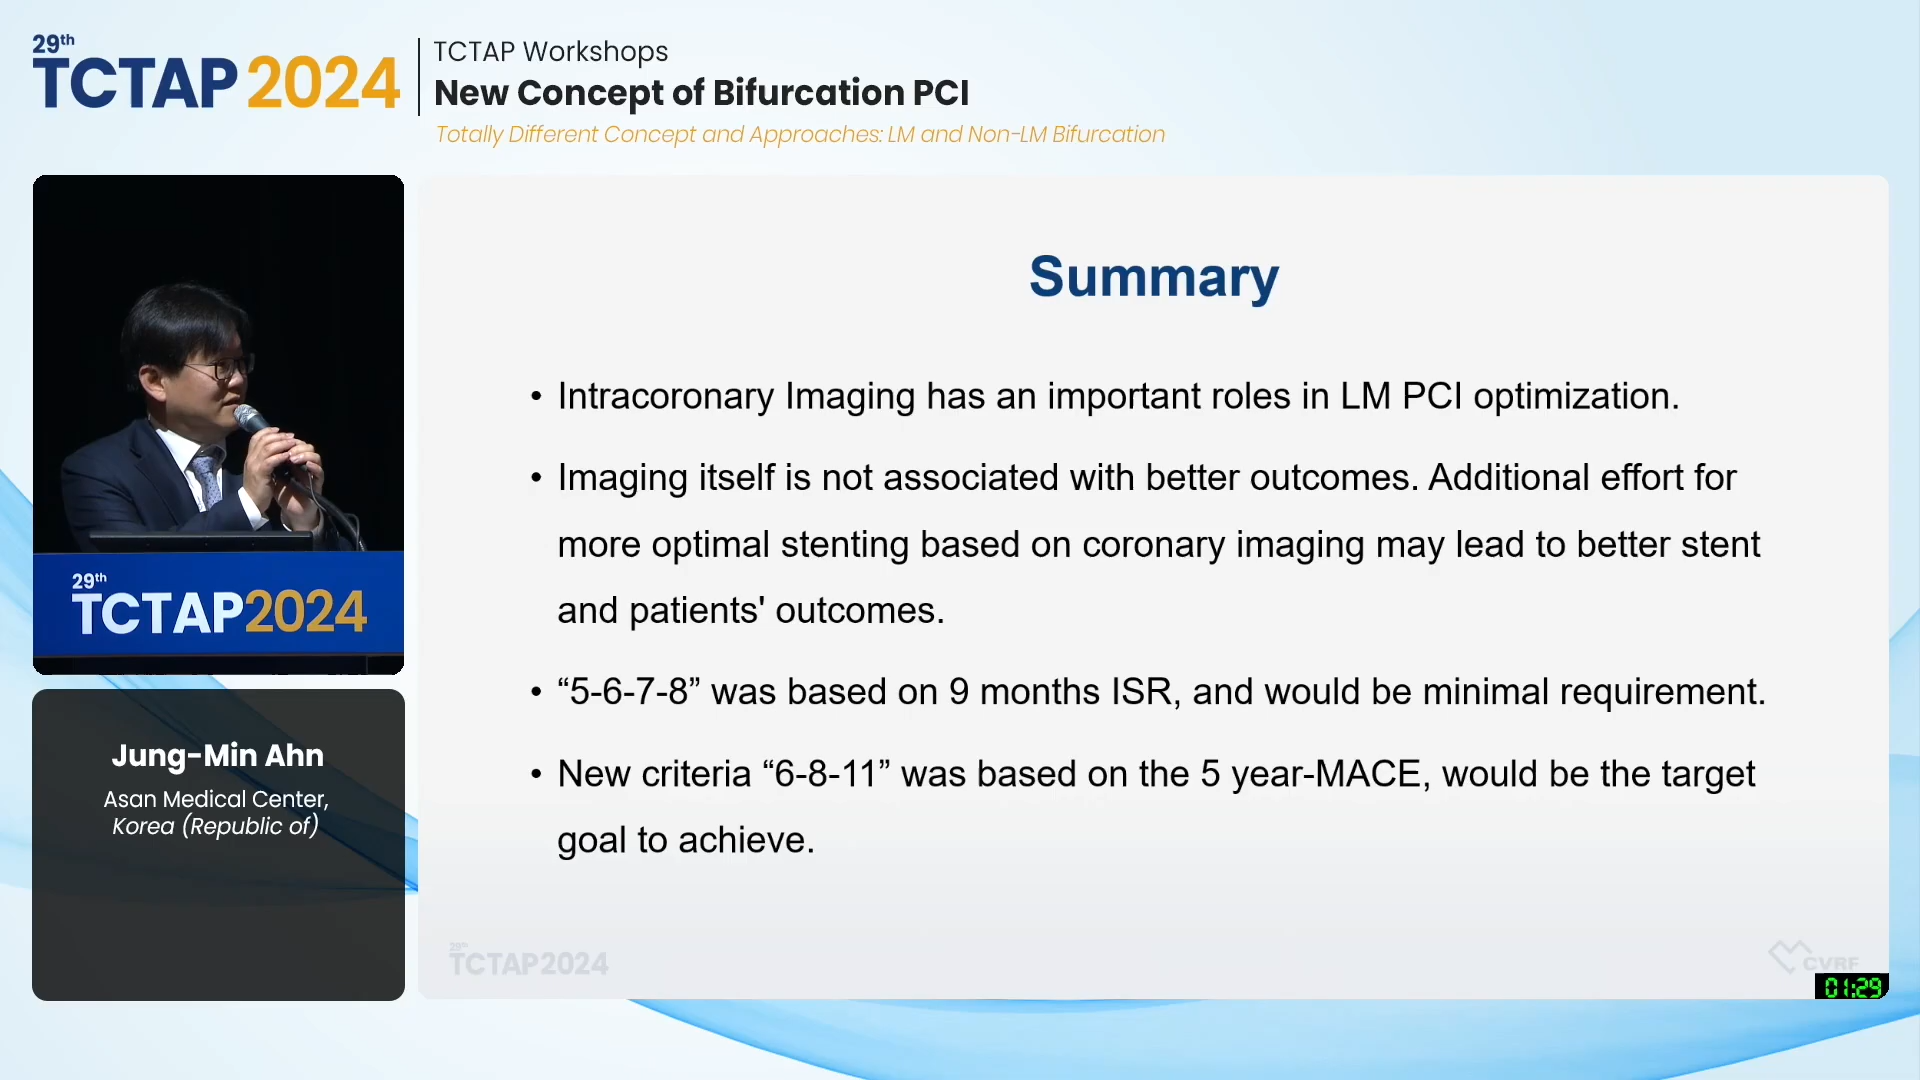 29th
TCTAP 2024
TCTAP Workshops
New Concept of Bifurcation PCI
Totally Different Concept and Approaches: LM and Non-LM Bifurcation
29th
TCTAP2024
Jung-Min Ahn
Asan Medical Center,
Korea (Republic of)
Summary
• Intracoronary Imaging has an important roles in LM PCI optimization.
• Imaging itself is not associated with better outcomes. Additional effort for
more optimal stenting based on coronary imaging may lead to better stent
and patients' outcomes.
• “5-6-7-8” was based on 9 months ISR, and would be minimal requirement.
• New criteria “6-8-11” was based on the 5 year-MACE, would be the target
goal to achieve.
29th
TCTAP2024
CVRF
01:29